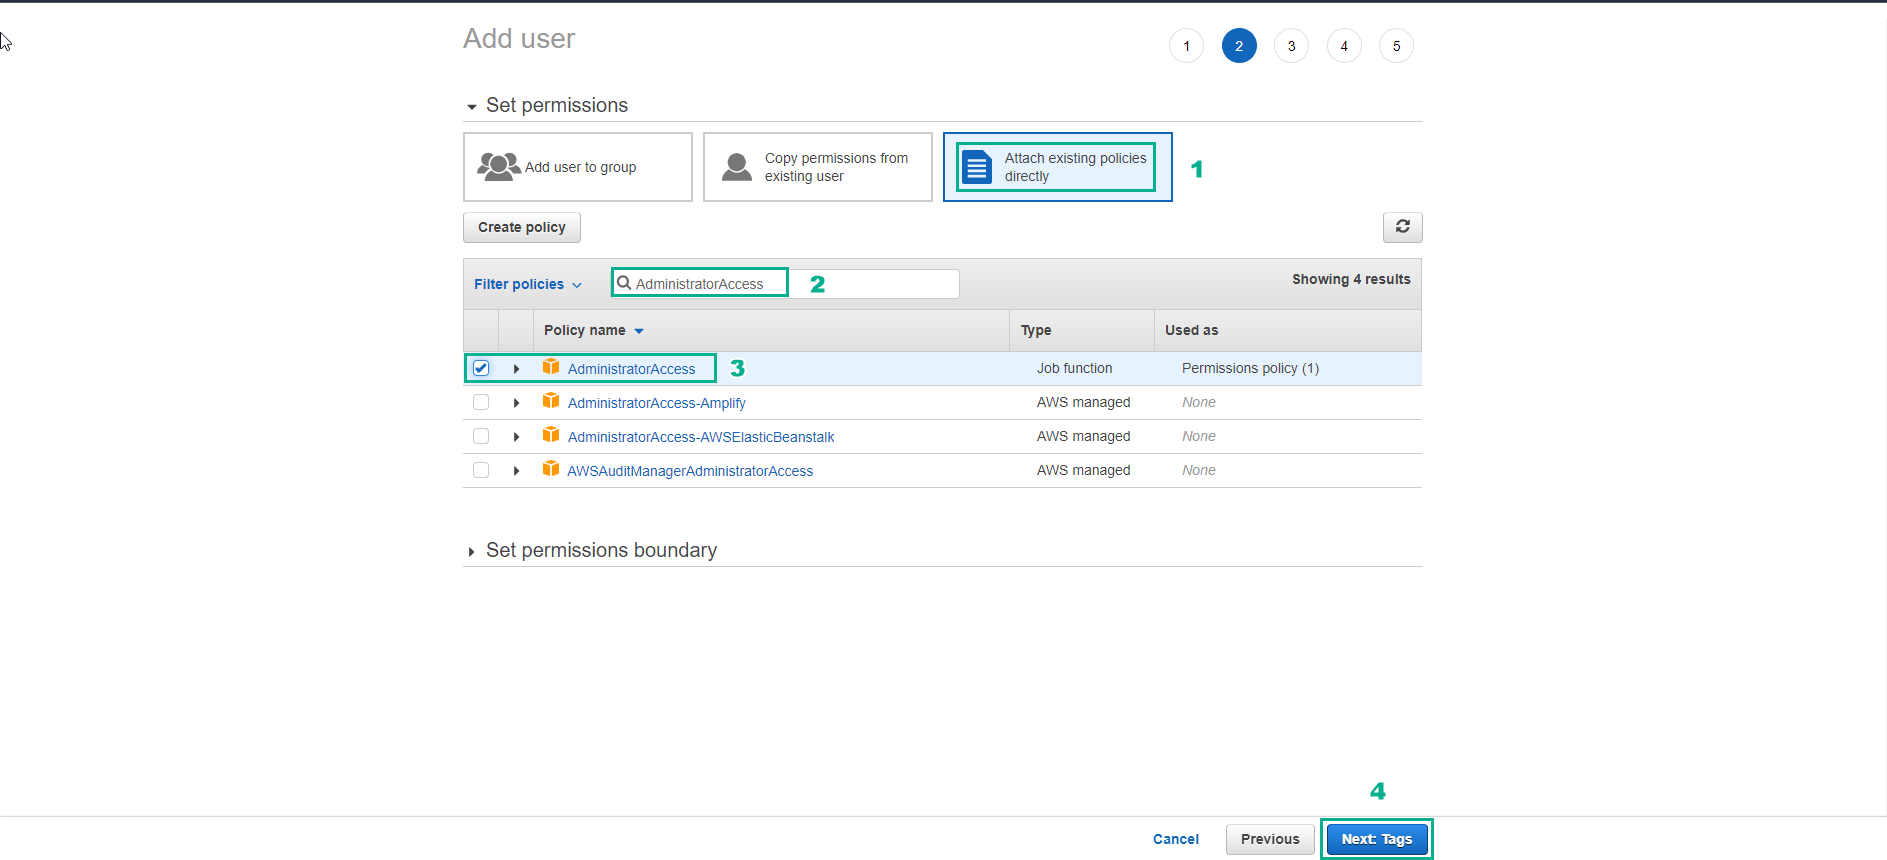 Add user
1 2 3 4 5
Set permissions
Add user to group
Copy permissions from
existing user
Attach existing policies
directly
1
Create policy
Filter policies
AdministratorAccess
2
Showing 4 results
Policy name Type Used as
AdministratorAccess 3 Job function Permissions policy (1)
AdministratorAccess-Amplify AWS managed None
AdministratorAccess-AWSElasticBeanstalk AWS managed None
AWSAuditManagerAdministratorAccess AWS managed None
Set permissions boundary
4
Cancel Previous Next: Tags